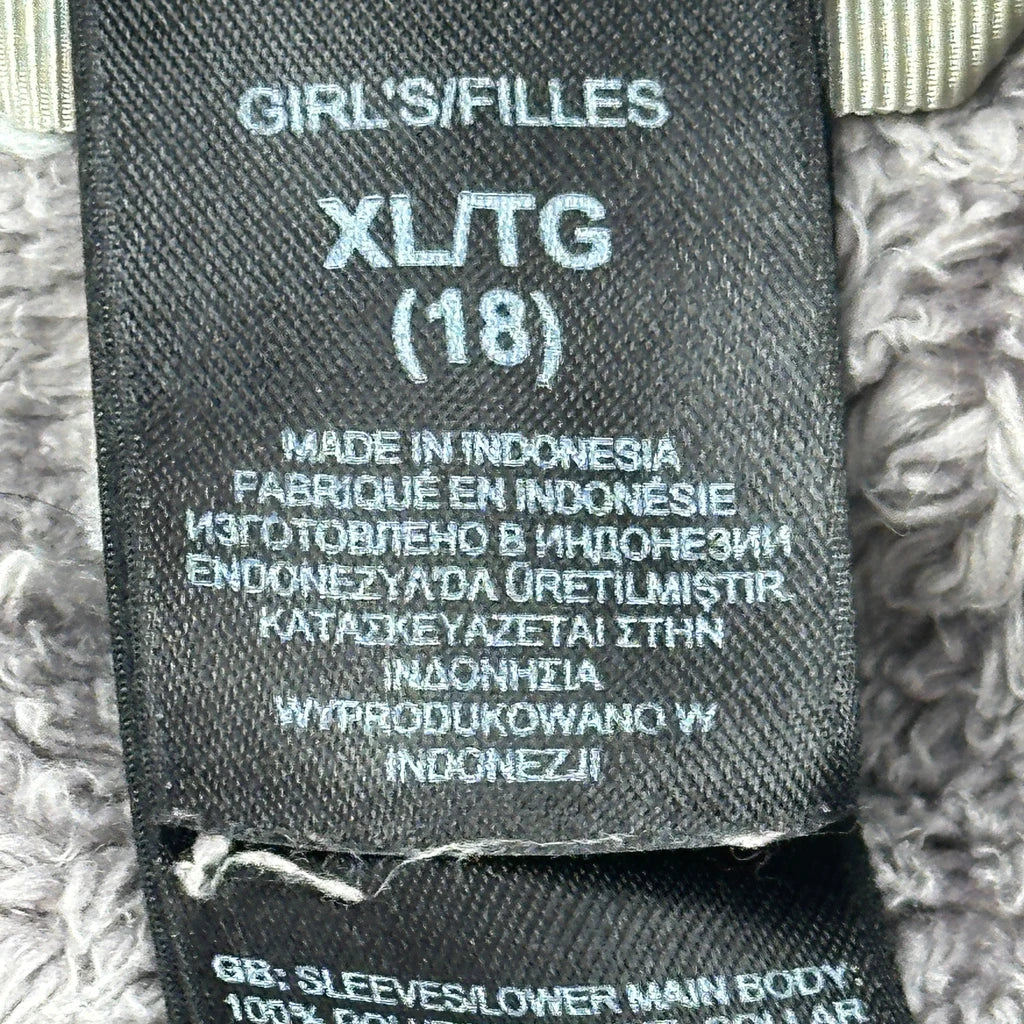 GIRL'S/FILLES
XL/TG
(18)
MADE IN INDONESIA
FABRIQUÉ EN INDONÉSIE
ИЗГОТОВЛЕНО В ИНДОНЕЗИИ
ENDONEZYA'DA ÜRETILMIŞTIR
ΚΑΤΑΣΚΕΥΑΖΕΤΑΙ ΣΤΗΝ
ΙΝΔΟΝΗΣΙΑ
WYPRODUKOWANO W
INDONEZJI
GB: SLEEVES/LOWER MAIN BODY:
100%